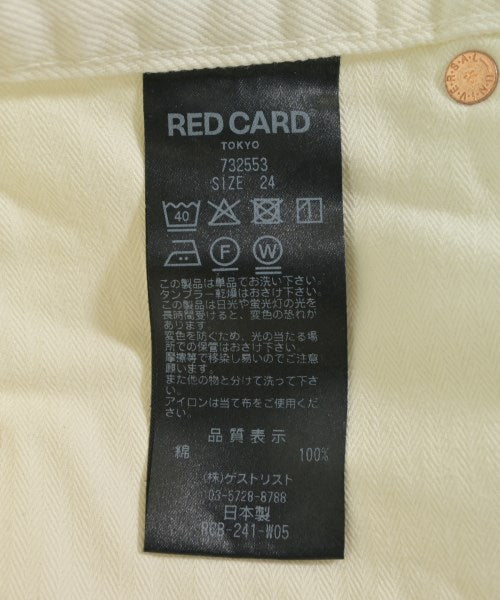 UNIVERSAL
RED CARD
TOKYO
732553
SIZE 24
40
F W
この製品は単品でお洗い下さい。
タンブラー乾燥はおさけ下さい。
この製品は日光や蛍光灯の光を
長時間受けると、変色の恐れが
あります
変色を防ぐため、光の当たる場
所での保管はおさけ下さい。
摩擦等で移染し易いのでご注意
願います。
また他の物と分けて洗って下さ
い。
アイロンは当て布をご使用くだ
さい。
品質表示
綿 100%
(株)ゲストリスト
03-5728-8788
日本製
RCB-241-W05